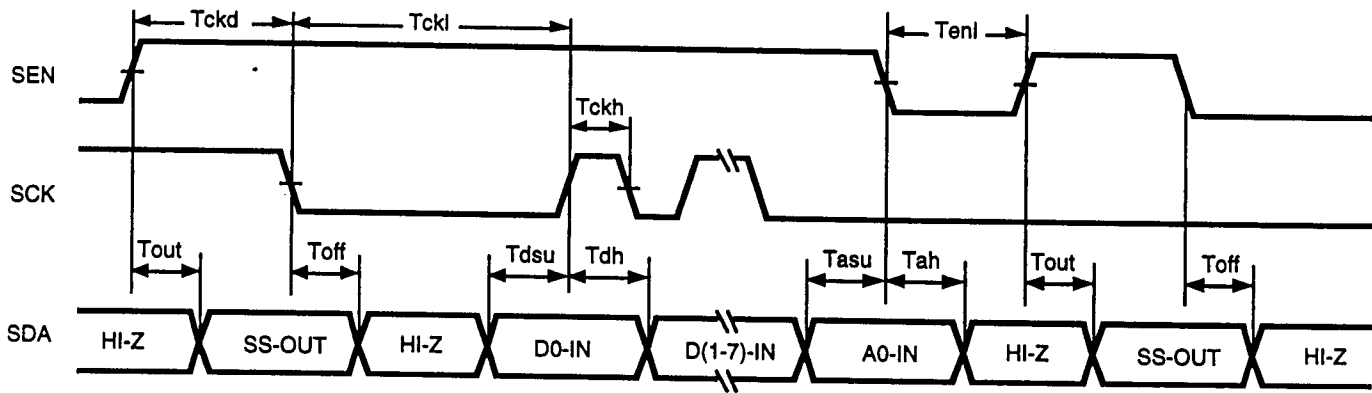 Tckd Tckl Tenl
SEN
Tckh
SCK
Tout Toff Tdsu Tdh Tasu Tah Tout Toff
SDA HI-Z SS-OUT HI-Z D0-IN D(1-7)-IN A0-IN HI-Z SS-OUT HI-Z